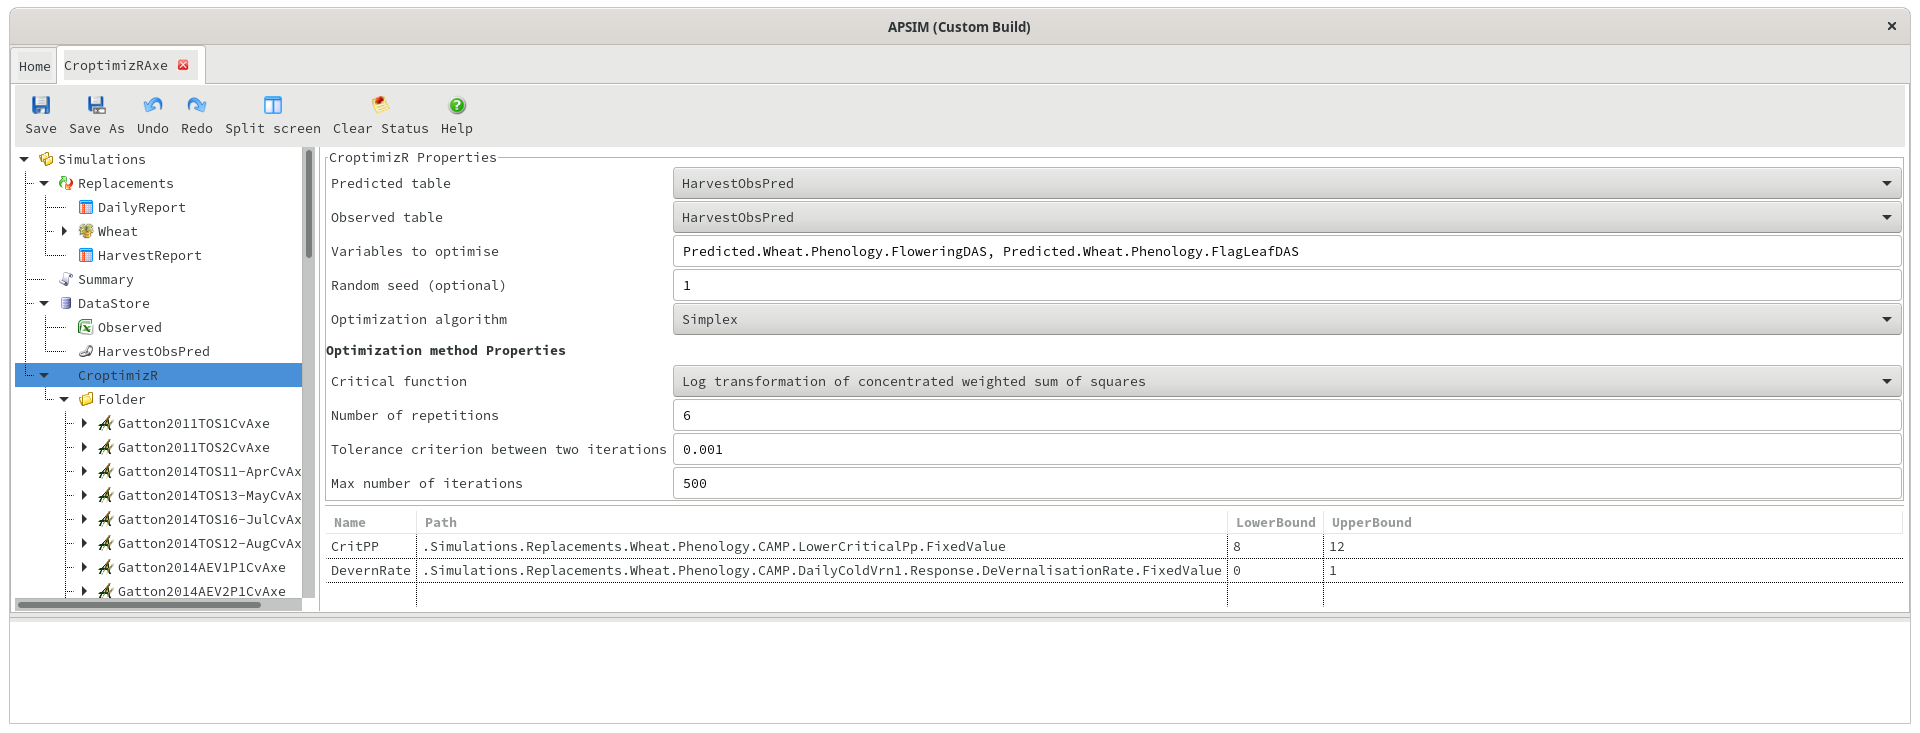 APSIM (Custom Build)
Home CroptimizRAxe
Save Save As Undo Redo Split screen Clear Status Help
Simulations
Replacements
DailyReport
Wheat
HarvestReport
Summary
DataStore
Observed
HarvestObsPred
CroptimizR
Folder
Gatton2011TOS1CvAxe
Gatton2011TOS2CvAxe
Gatton2014TOS11-AprCvAx
Gatton2014TOS13-MayCvAx
Gatton2014TOS16-JulCvAx
Gatton2014TOS12-AugCvAx
Gatton2014AEV1P1CvAxe
Gatton2014AEV2P1CvAxe
CroptimizR Properties
Predicted table HarvestObsPred
Observed table HarvestObsPred
Variables to optimise Predicted.Wheat.Phenology.FloweringDAS, Predicted.Wheat.Phenology.FlagLeafDAS
Random seed (optional) 1
Optimization algorithm Simplex
Optimization method Properties
Critical function Log transformation of concentrated weighted sum of squares
Number of repetitions 6
Tolerance criterion between two iterations 0.001
Max number of iterations 500
Name Path LowerBound UpperBound
CritPP .Simulations.Replacements.Wheat.Phenology.CAMP.LowerCriticalPp.FixedValue 8 12
DevernRate .Simulations.Replacements.Wheat.Phenology.CAMP.DailyColdVrn1.Response.DeVernalisationRate.FixedValue 0 1